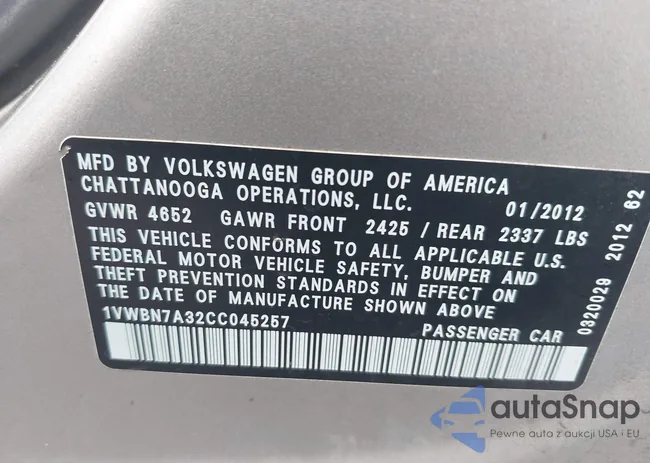 MFD BY VOLKSWAGEN GROUP OF AMERICA
CHATTANOOGA OPERATIONS, LLC. 01/2012
GVWR 4652 GAWR FRONT 2425 / REAR 2337 LBS
THIS VEHICLE CONFORMS TO ALL APPLICABLE U.S.
FEDERAL MOTOR VEHICLE SAFETY, BUMPER AND
THEFT PREVENTION STANDARDS IN EFFECT ON
THE DATE OF MANUFACTURE SHOWN ABOVE
1VWBN7A32CC045257 PASSENGER CAR
0320029 2012 62
autaSnap
Pewne auta z aukcji USA i EU